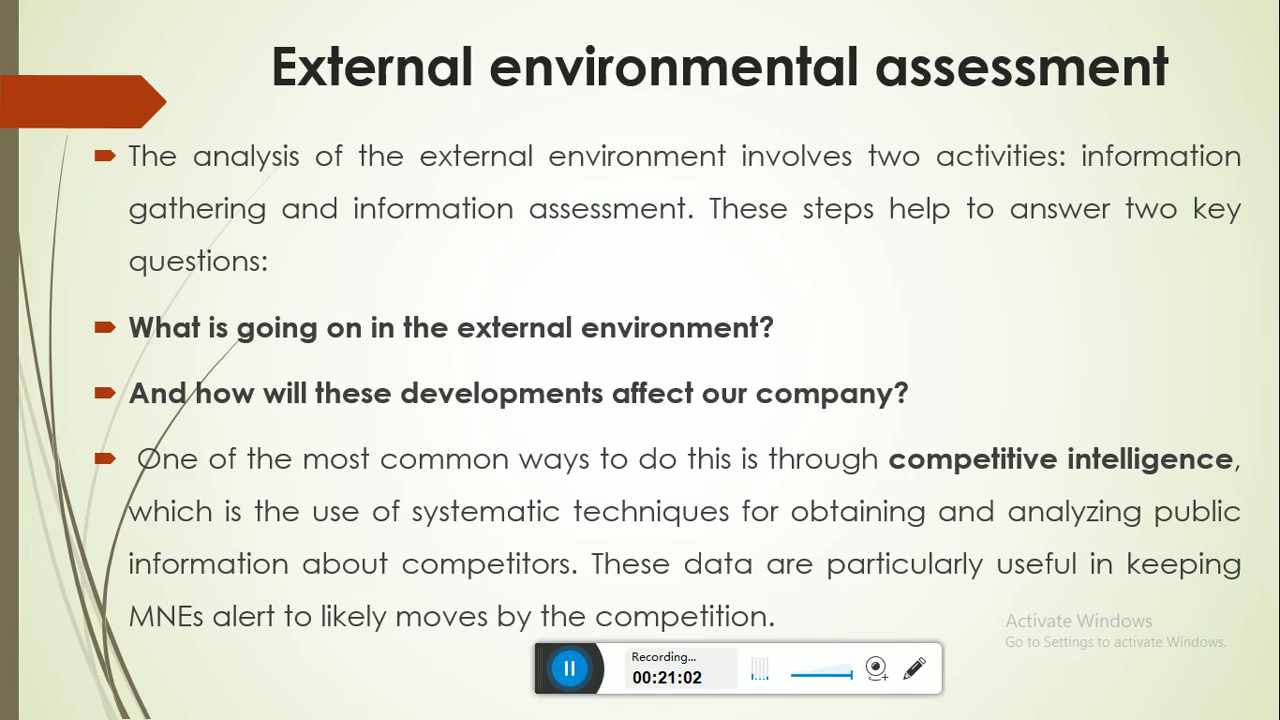 External environmental assessment
The analysis of the external environment involves two activities: information
gathering and information assessment. These steps help to answer two key
questions:
What is going on in the external environment?
And how will these developments affect our company?
One of the most common ways to do this is through competitive intelligence,
which is the use of systematic techniques for obtaining and analyzing public
information about competitors. These data are particularly useful in keeping
MNEs alert to likely moves by the competition.
Activate Windows
Go to Settings to activate Windows.
Recording...
00:21:02